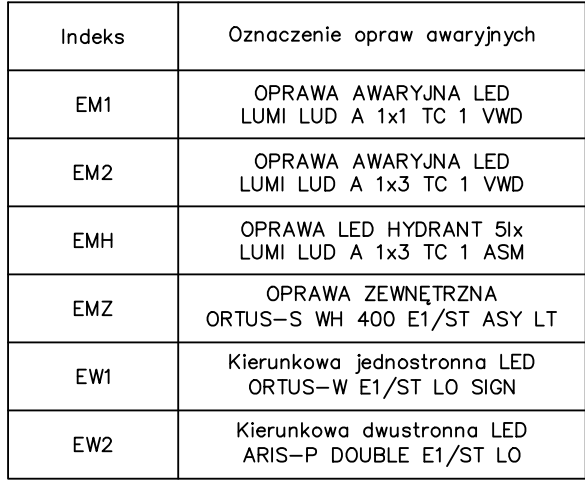 Indeks
Oznaczenie opraw awaryjnych
EM1
OPRAWA AWARYJNA LED
LUMI LUD A 1x1 TC 1 VWD
EM2
OPRAWA AWARYJNA LED
LUMI LUD A 1x3 TC 1 VWD
EMH
OPRAWA LED HYDRANT 5lx
LUMI LUD A 1x3 TC 1 ASM
EMZ
OPRAWA ZEWNĘTRZNA
ORTUS-S WH 400 E1/ST ASY LT
EW1
Kierunkowa jednostronna LED
ORTUS-W E1/ST LO SIGN
EW2
Kierunkowa dwustronna LED
ARIS-P DOUBLE E1/ST LO